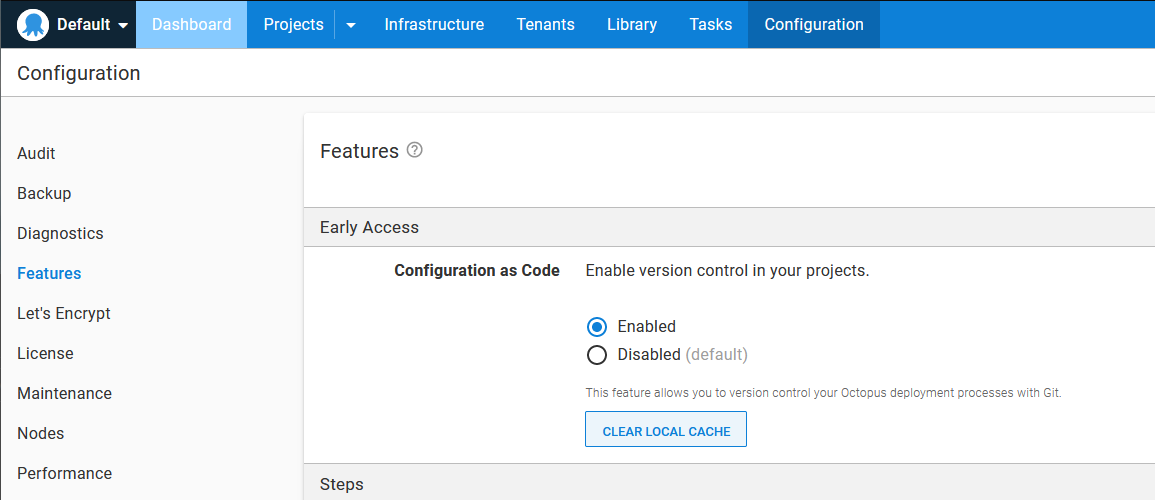 Default Dashboard Projects Infrastructure Tenants Library Tasks Configuration
Configuration
Audit
Backup
Diagnostics
Features
Let's Encrypt
License
Maintenance
Nodes
Performance
Features ?
Early Access
Configuration as Code Enable version control in your projects.
Enabled
Disabled (default)
This feature allows you to version control your Octopus deployment processes with Git.
CLEAR LOCAL CACHE
Steps